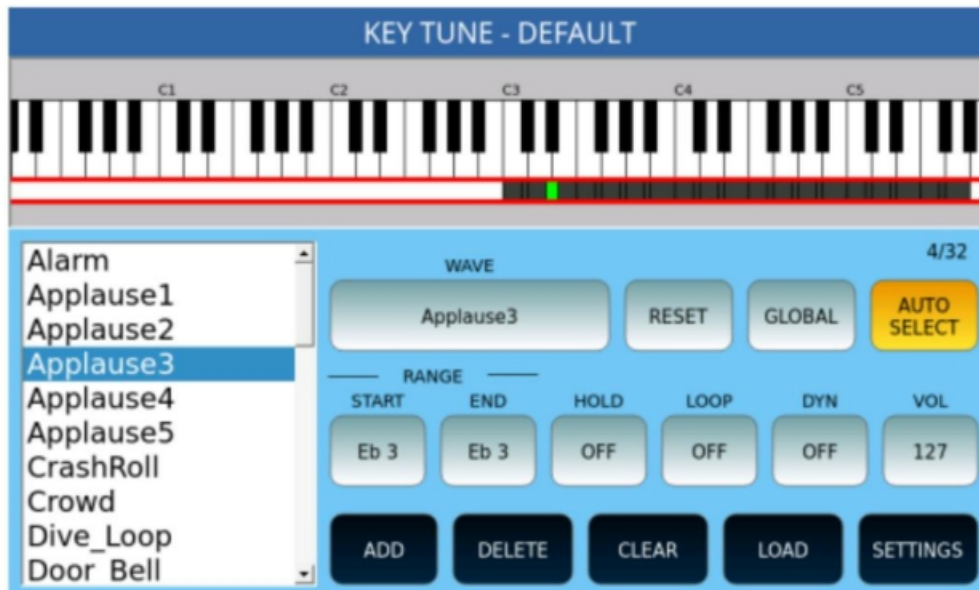 KEY TUNE - DEFAULT
C1 C2 C3 C4 C5
Alarm
Applause1
Applause2
Applause3
Applause4
Applause5
CrashRoll
Crowd
Dive_Loop
Door_Bell
4/32
WAVE
Applause3 RESET GLOBAL AUTO SELECT
RANGE
START END HOLD LOOP DYN VOL
Eb 3 Eb 3 OFF OFF OFF 127
ADD DELETE CLEAR LOAD SETTINGS